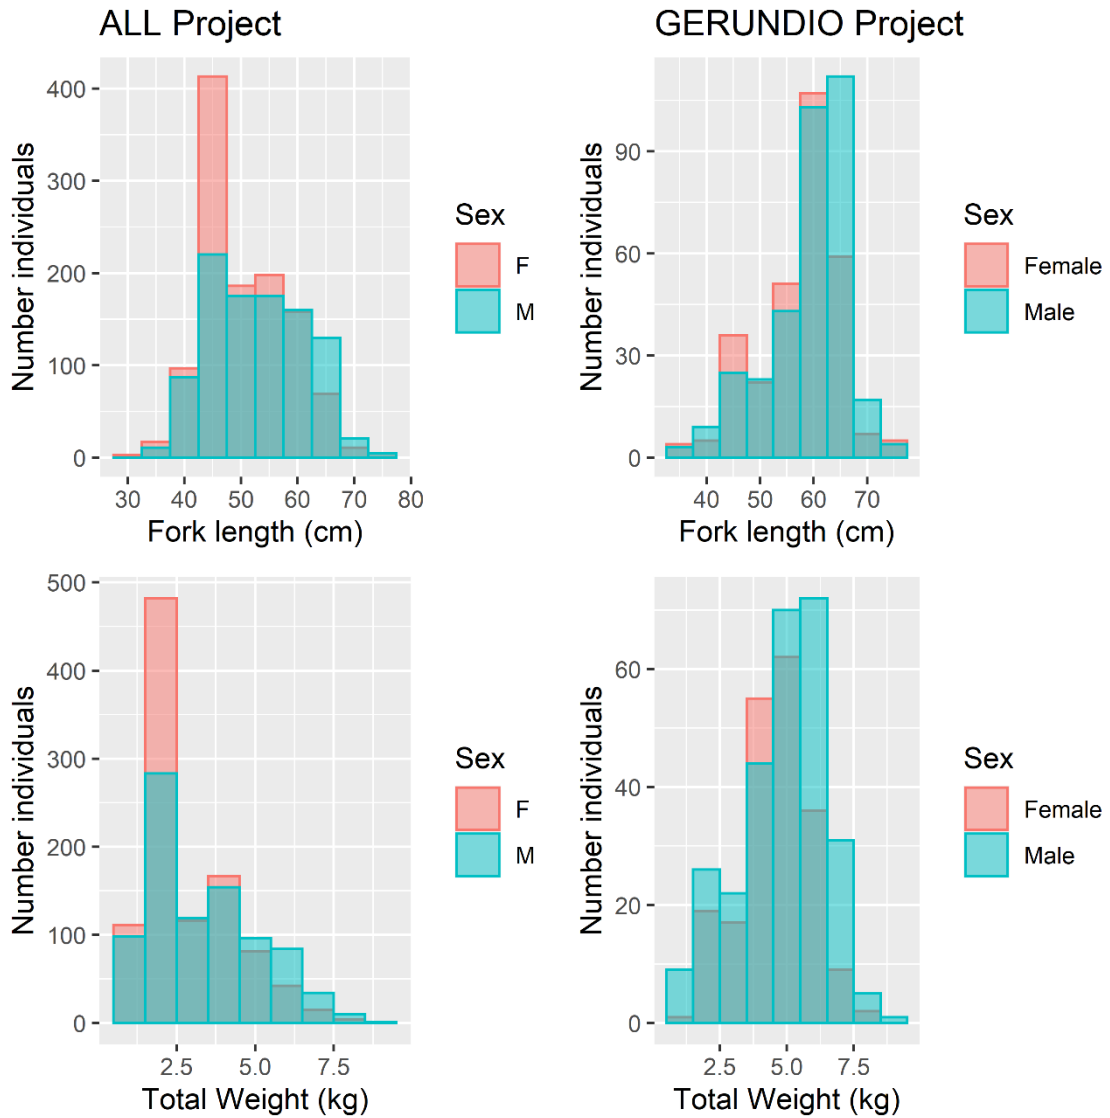 ALL Project
GERUNDIO Project
Number individuals
400
300
200
100
0
30 40 50 60 70 80
Fork length (cm)
Sex
F
M
Number individuals
90
60
30
0
40 50 60 70
Fork length (cm)
Sex
Female
Male
Number individuals
500
400
300
200
100
0
2.5 5.0 7.5
Total Weight (kg)
Sex
F
M
Number individuals
60
40
20
0
2.5 5.0 7.5
Total Weight (kg)
Sex
Female
Male